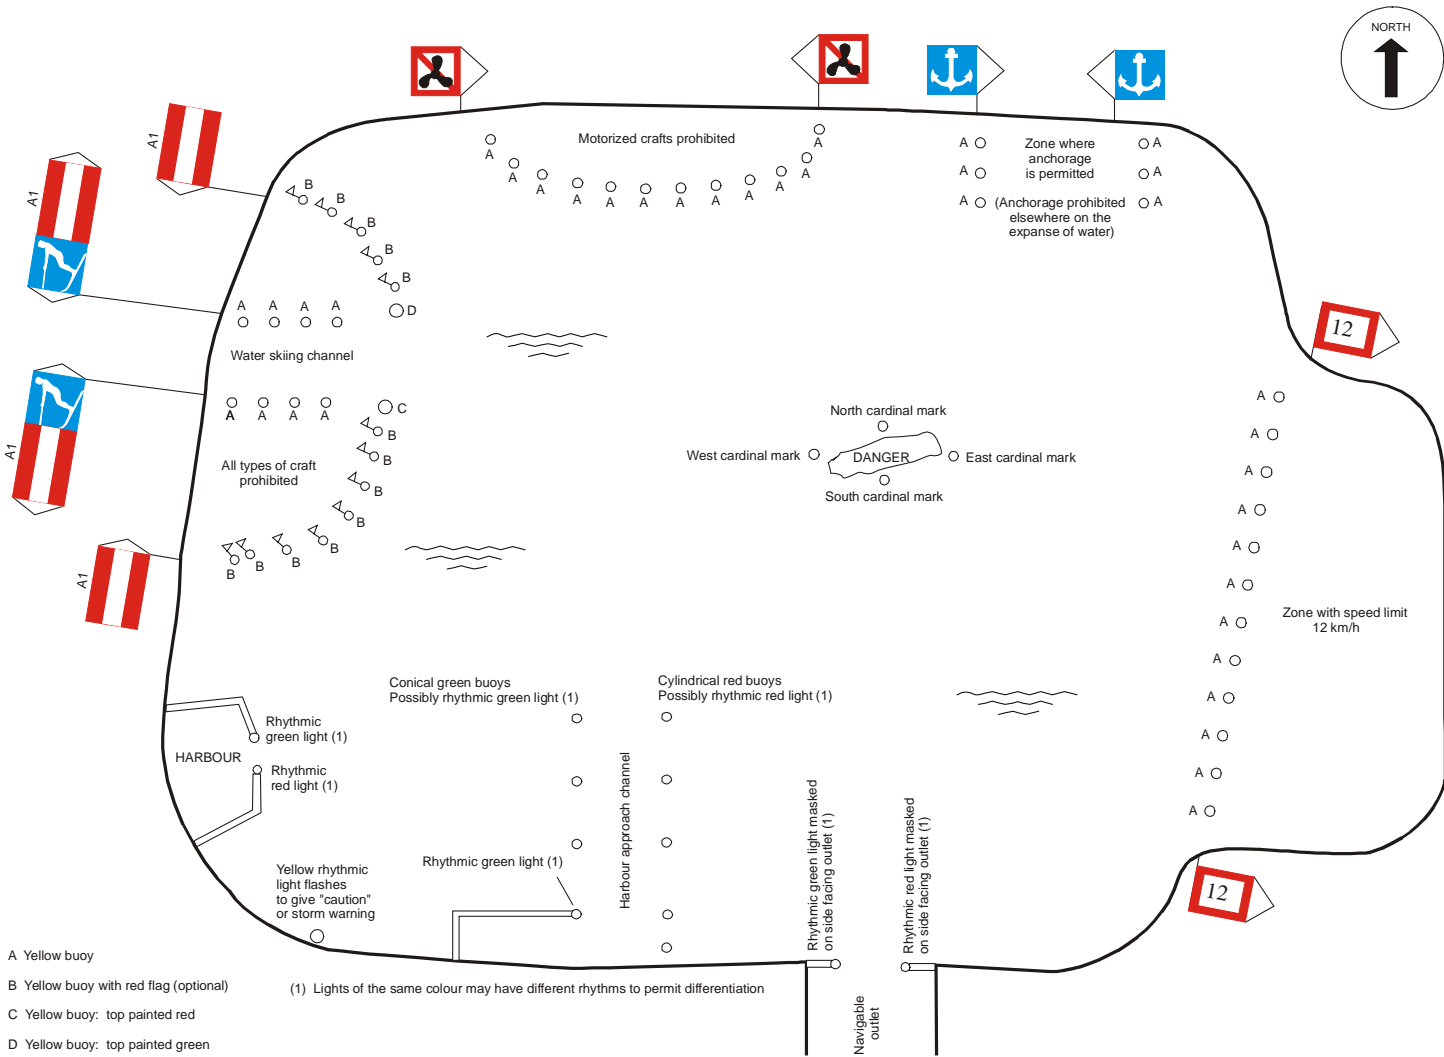 NORTH
Motorized crafts prohibited
A
A
A
A
A
A
A
A
A
A
A
A
Zone where
anchorage
is permitted
(Anchorage prohibited
elsewhere on the
expanse of water)
A
A
A
A
A
A
A1
A1
A1
A1
B
B
B
B
B
D
A
A
A
A
Water skiing channel
A
A
A
A
C
B
B
B
B
B
B
B
B
All types of craft
prohibited
12
North cardinal mark
West cardinal mark
DANGER
East cardinal mark
South cardinal mark
A
A
A
A
A
A
A
A
A
A
A
A
Zone with speed limit
12 km/h
12
Conical green buoys
Possibly rhythmic green light (1)
Cylindrical red buoys
Possibly rhythmic red light (1)
Rhythmic
green light (1)
HARBOUR
Rhythmic
red light (1)
Harbour approach channel
Rhythmic green light (1)
Yellow rhythmic
light flashes
to give "caution"
or storm warning
Rhythmic green light masked
on side facing outlet (1)
Rhythmic red light masked
on side facing outlet (1)
Navigable
outlet
A Yellow buoy
B Yellow buoy with red flag (optional)
C Yellow buoy: top painted red
D Yellow buoy: top painted green
(1) Lights of the same colour may have different rhythms to permit differentiation